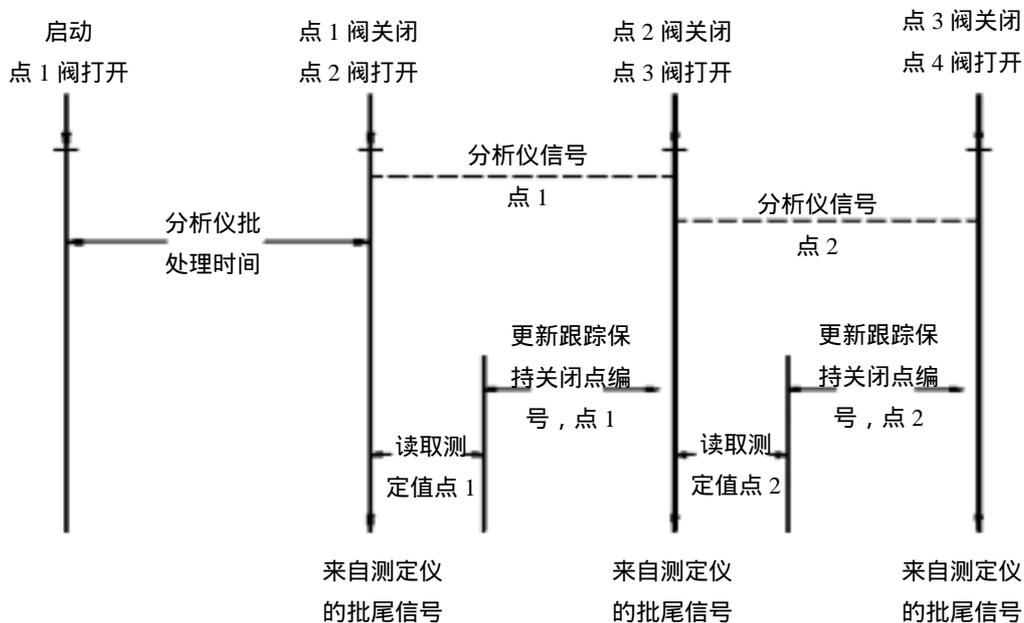 启动
点 1 阀打开
点 1 阀关闭
点 2 阀打开
点 2 阀关闭
点 3 阀打开
点 3 阀关闭
点 4 阀打开
分析仪信号
点 1
分析仪信号
点 2
分析仪批
处理时间
更新跟踪保
持关闭点编
号，点 1
更新跟踪保
持关闭点编
号，点 2
读取测
定值点 1
读取测
定值点 2
来自测定仪
的批尾信号
来自测定仪
的批尾信号
来自测定仪
的批尾信号